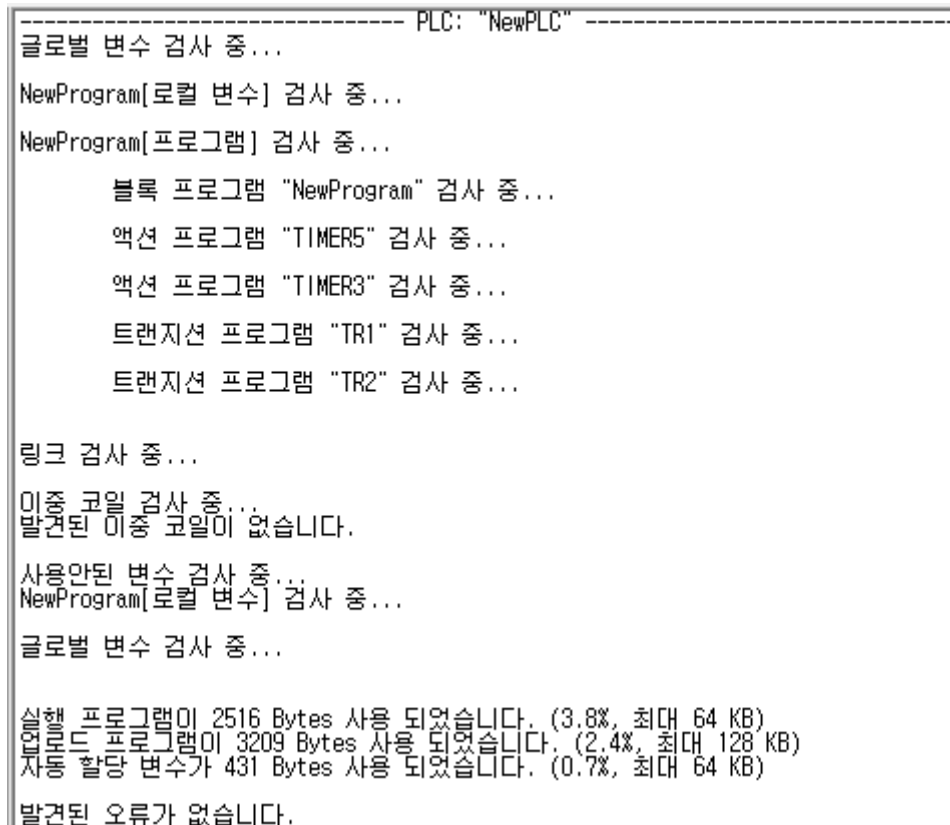 -------------------------------- PLC: "NewPLC" --------------------------------
글로벌 변수 검사 중...
NewProgram[로컬 변수] 검사 중...
NewProgram[프로그램] 검사 중...
블록 프로그램 "NewProgram" 검사 중...
액션 프로그램 "TIMER5" 검사 중...
액션 프로그램 "TIMER3" 검사 중...
트랜지션 프로그램 "TR1" 검사 중...
트랜지션 프로그램 "TR2" 검사 중...
링크 검사 중...
이중 코일 검사 중...
발견된 이중 코일이 없습니다.
사용안된 변수 검사 중...
NewProgram[로컬 변수] 검사 중...
글로벌 변수 검사 중...
실행 프로그램이 2516 Bytes 사용 되었습니다. (3.8%, 최대 64 KB)
업로드 프로그램이 3209 Bytes 사용 되었습니다. (2.4%, 최대 128 KB)
자동 할당 변수가 431 Bytes 사용 되었습니다. (0.7%, 최대 64 KB)
발견된 오류가 없습니다.